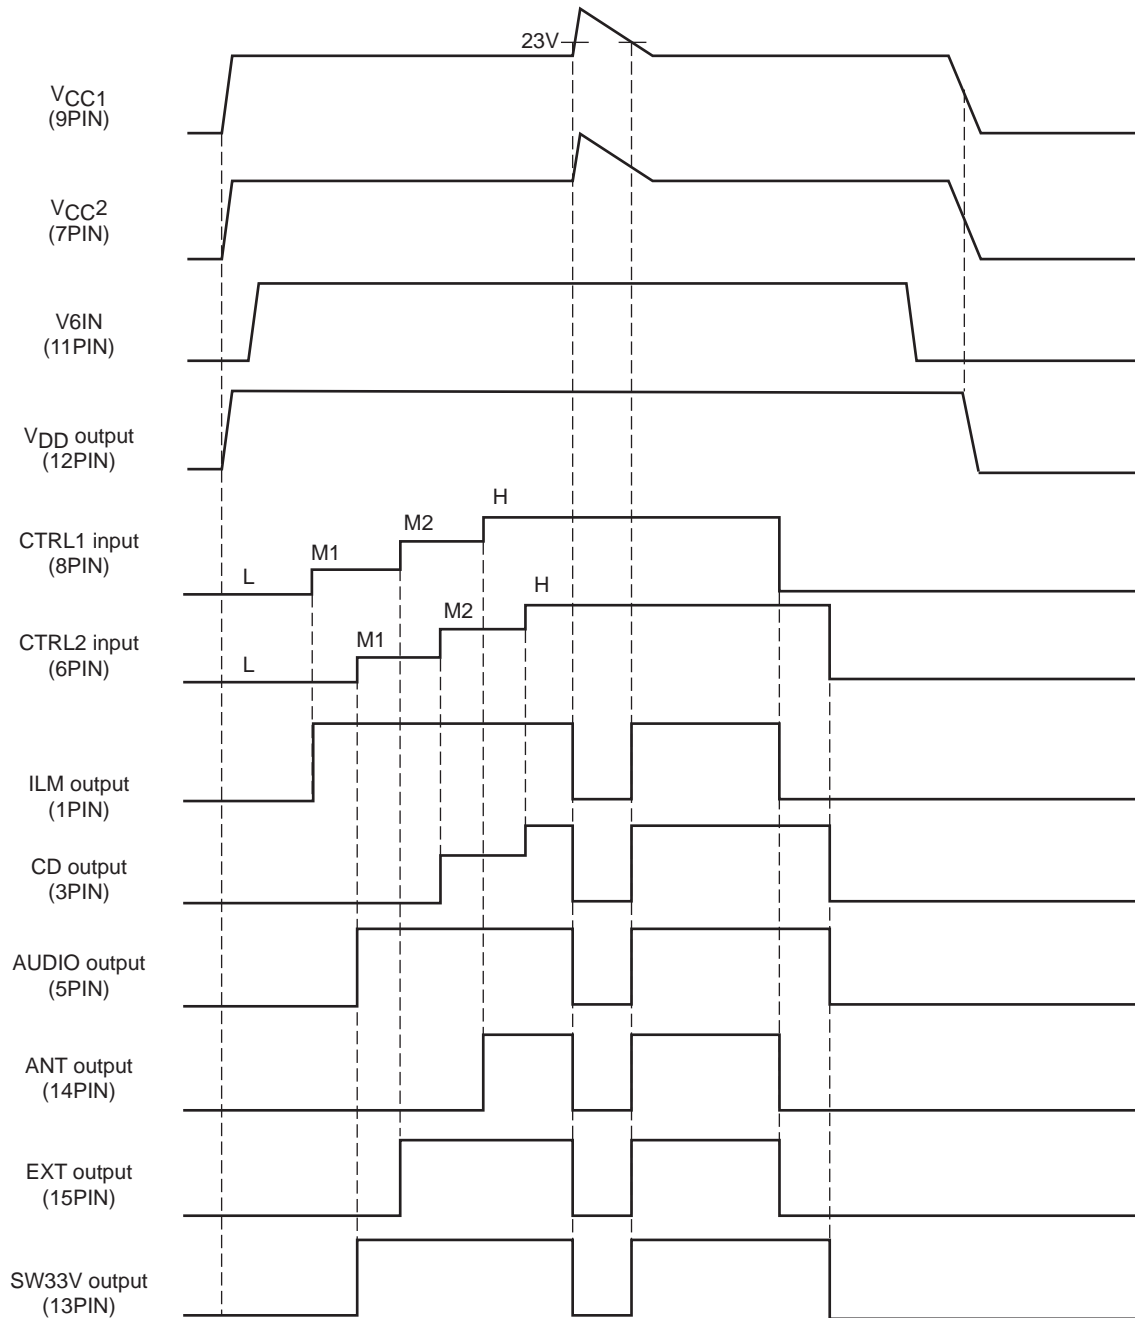 23V
VCC1
(9PIN)
VCC2
(7PIN)
V6IN
(11PIN)
VDD output
(12PIN)
H
M2
CTRL1 input
(8PIN)
M1
L
H
M2
CTRL2 input
(6PIN)
M1
L
ILM output
(1PIN)
CD output
(3PIN)
AUDIO output
(5PIN)
ANT output
(14PIN)
EXT output
(15PIN)
SW33V output
(13PIN)